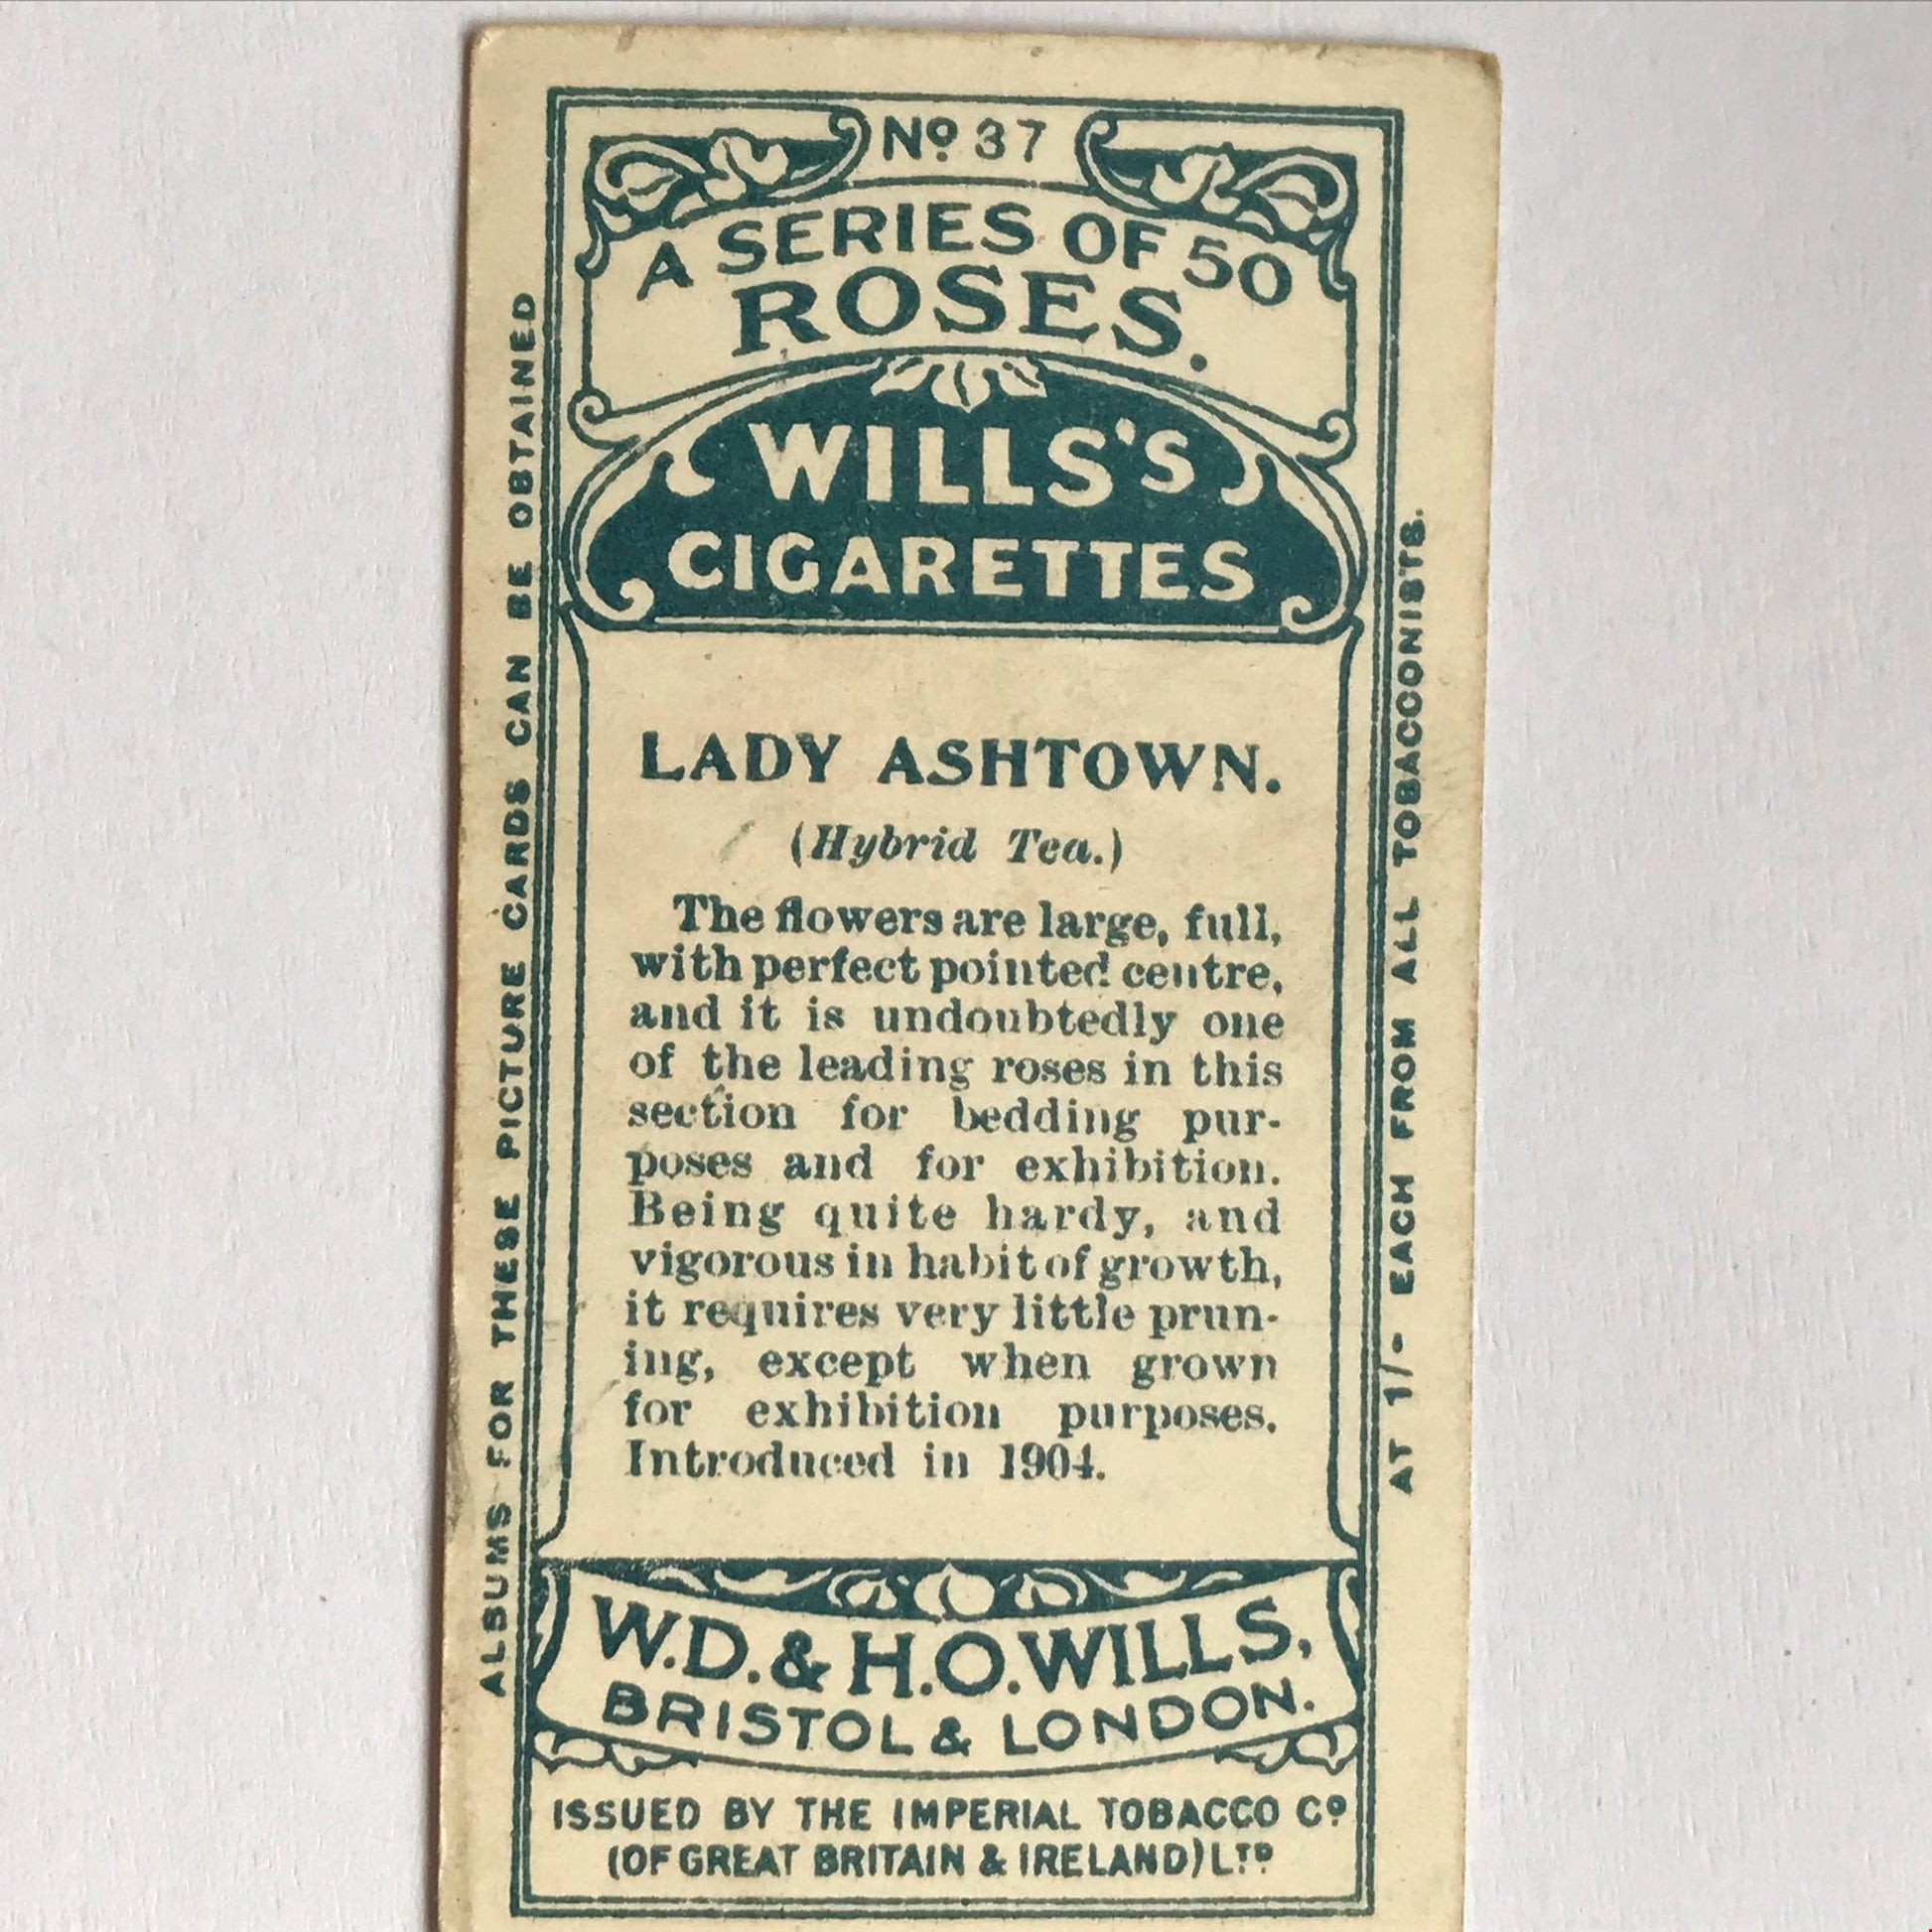 Nº 37
A SERIES OF 50
ROSES.
WILLS'S
CIGARETTES
LADY ASHTOWN.
(Hybrid Tea.)
The flowers are large, full,
with perfect pointed centre,
and it is undoubtedly one
of the leading roses in this
section for bedding pur-
poses and for exhibition.
Being quite hardy, and
vigorous in habit of growth,
it requires very little prun-
ing, except when grown
for exhibition purposes.
Introduced in 1904.
W.D. & H.O. WILLS,
BRISTOL & LONDON.
ISSUED BY THE IMPERIAL TOBACCO Cº
(OF GREAT BRITAIN & IRELAND) LTD
ALBUMS FOR THESE PICTURE CARDS CAN BE OBTAINED
AT 1/- EACH FROM ALL TOBACCONISTS.